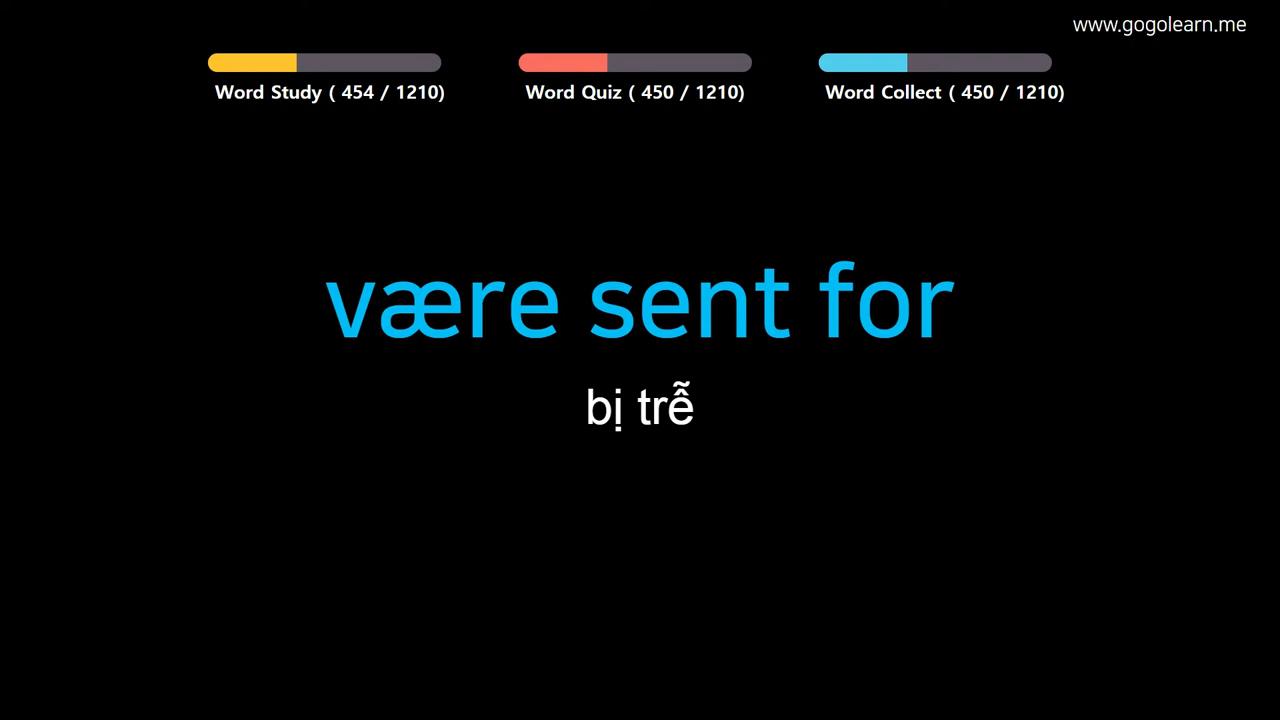 www.gogolearn.me
Word Study ( 454 / 1210)
Word Quiz ( 450 / 1210)
Word Collect ( 450 / 1210)
være sent for
bị trễ